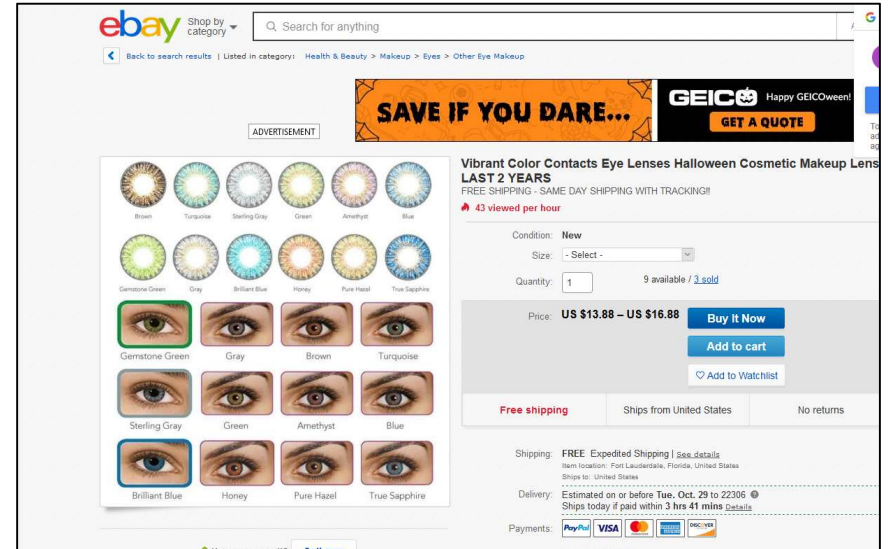 ebay
Shop by category
Search for anything
Back to search results | Listed in category: Health & Beauty > Makeup > Eyes > Other Eye Makeup
ADVERTISEMENT
SAVE IF YOU DARE...
GEICO
Happy GEICOween!
GET A QUOTE
Brown Turquoise Sterling Gray Green Amethyst Blue
Gemstone Green Gray Brilliant Blue Honey Pure Hazel True Sapphire
Gemstone Green Gray Brown Turquoise
Sterling Gray Green Amethyst Blue
Brilliant Blue Honey Pure Hazel True Sapphire
Vibrant Color Contacts Eye Lenses Halloween Cosmetic Makeup Lens
LAST 2 YEARS
FREE SHIPPING - SAME DAY SHIPPING WITH TRACKING!!
43 viewed per hour
Condition: New
Size: - Select -
Quantity: 1 9 available / 3 sold
Price: US $13.88 – US $16.88
Buy It Now
Add to cart
Add to Watchlist
Free shipping Ships from United States No returns
Shipping: FREE Expedited Shipping | See details
Item location: Fort Lauderdale, Florida, United States
Ships to: United States
Delivery: Estimated on or before Tue. Oct. 29 to 22306
Ships today if paid within 3 hrs 41 mins Details
Payments: PayPal VISA DISCOVER